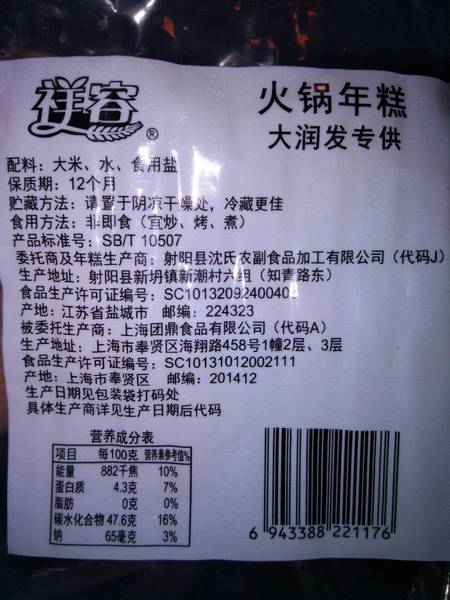 祥容®
火锅年糕
大润发专供
配料：大米、水、食用盐
保质期：12个月
贮藏方法：请置于阴凉干燥处，冷藏更佳
食用方法：非即食（宜炒、烤、煮）
产品标准号：SB/T 10507
委托商及年糕生产商：射阳县沈氏农副食品加工有限公司（代码J）
生产地址：射阳县新坍镇新潮村六组（知青路东）
食品生产许可证编号：SC1013209240040
产地：江苏省盐城市 邮编：224323
被委托生产商：上海团鼎食品有限公司（代码A）
生产地址：上海市奉贤区海翔路458号1幢2层、3层
食品生产许可证编号：SC10131012002111
产地：上海市奉贤区 邮编：201412
生产日期见包装袋打码处
具体生产商详见生产日期后代码
营养成分表
项目 每100克 营养素参考值%
能量 882千焦 10%
蛋白质 4.3克 7%
脂肪 0克 0%
碳水化合物 47.6克 16%
钠 65毫克 3%
6 943388 221176